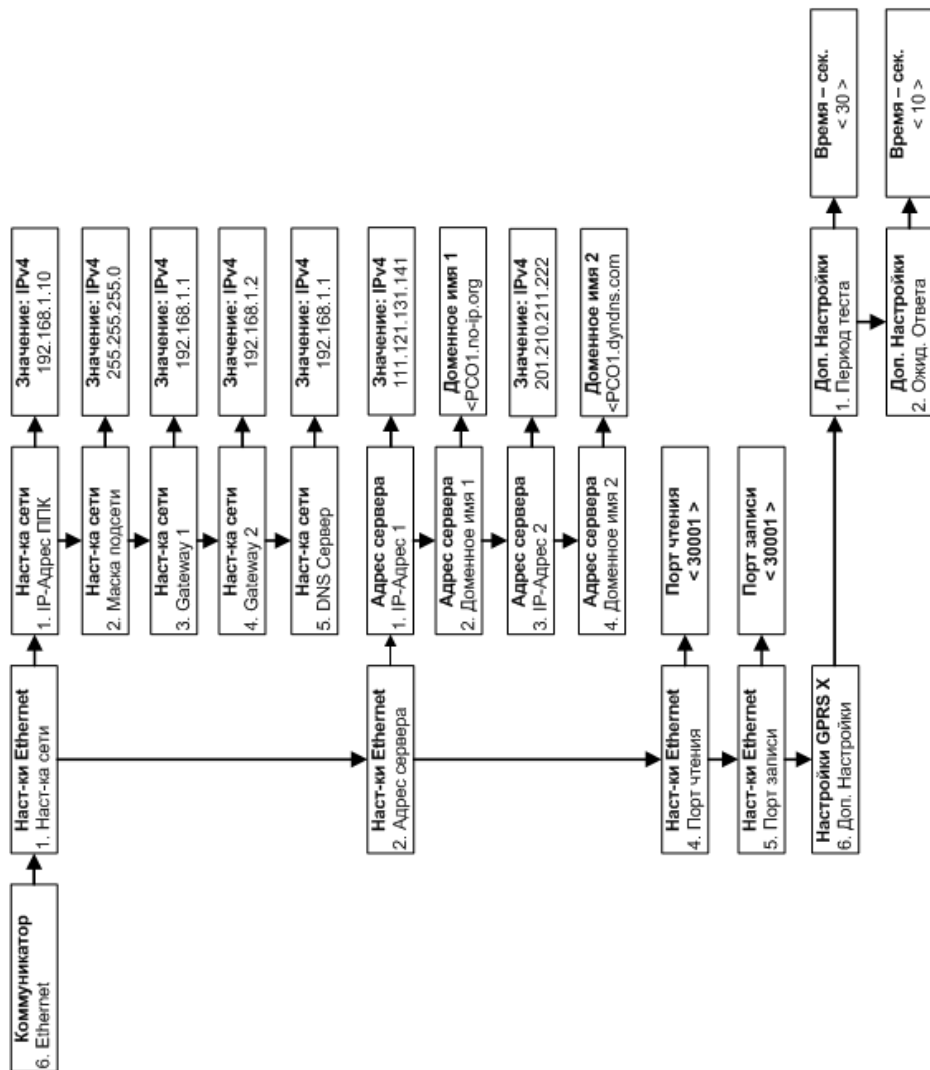 Коммуникатор
6. Ethernet
Наст-ки Ethernet
1. Наст-ка сети
Наст-ка сети
1. IP-Адрес ППК
Значение: IPv4
192.168.1.10
Наст-ка сети
2. Маска подсети
Значение: IPv4
255.255.255.0
Наст-ка сети
3. Gateway 1
Значение: IPv4
192.168.1.1
Наст-ка сети
4. Gateway 2
Значение: IPv4
192.168.1.2
Наст-ка сети
5. DNS Сервер
Значение: IPv4
192.168.1.1
Наст-ки Ethernet
2. Адрес сервера
Адрес сервера
1. IP-Адрес 1
Значение: IPv4
111.121.131.141
Адрес сервера
2. Доменное имя 1
Доменное имя 1
<PCO1.no-ip.org
Адрес сервера
3. IP-Адрес 2
Значение: IPv4
201.210.211.222
Адрес сервера
4. Доменное имя 2
Доменное имя 2
<PCO1.dyndns.com
Наст-ки Ethernet
4. Порт чтения
Порт чтения
< 30001 >
Наст-ки Ethernet
5. Порт записи
Порт записи
< 30001 >
Настройки GPRS X
6. Доп. Настройки
Доп. Настройки
1. Период теста
Время – сек.
< 30 >
Доп. Настройки
2. Ожид. Ответа
Время – сек.
< 10 >